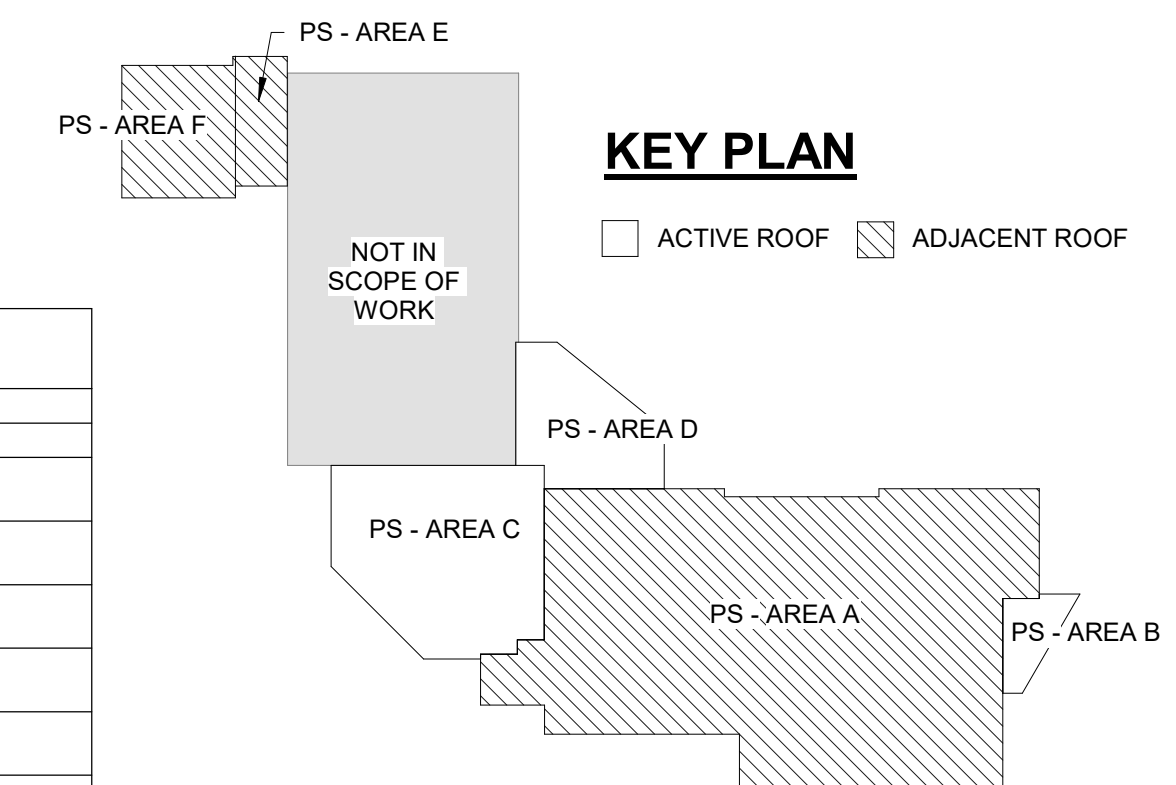 PS - AREA E
PS - AREA F
KEY PLAN
ACTIVE ROOF
ADJACENT ROOF
NOT IN
SCOPE OF
WORK
PS - AREA D
PS - AREA C
PS - AREA A
PS - AREA B